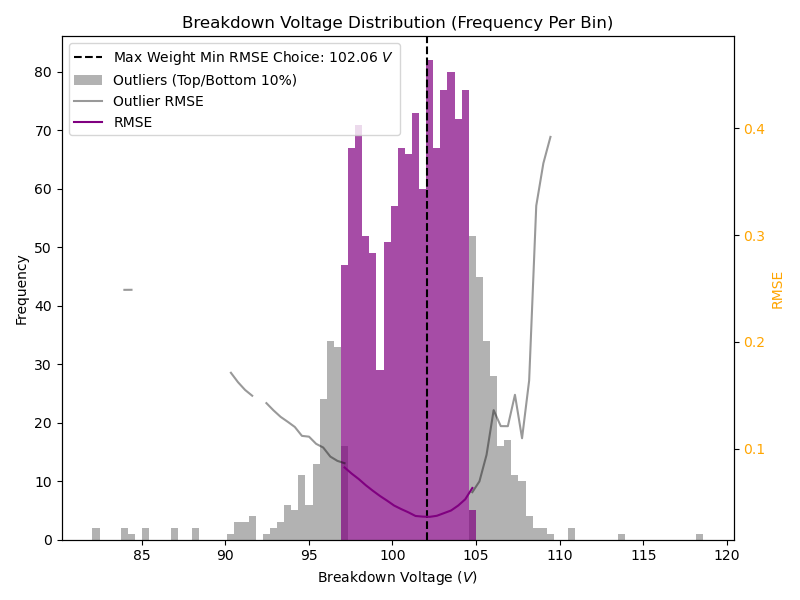 Breakdown Voltage Distribution (Frequency Per Bin)
Max Weight Min RMSE Choice: 102.06 V
Outliers (Top/Bottom 10%)
Outlier RMSE
RMSE
Frequency
80
70
60
50
40
30
20
10
0
85
90
95
100
105
110
115
120
Breakdown Voltage (V)
0.4
0.3
0.2
0.1
RMSE